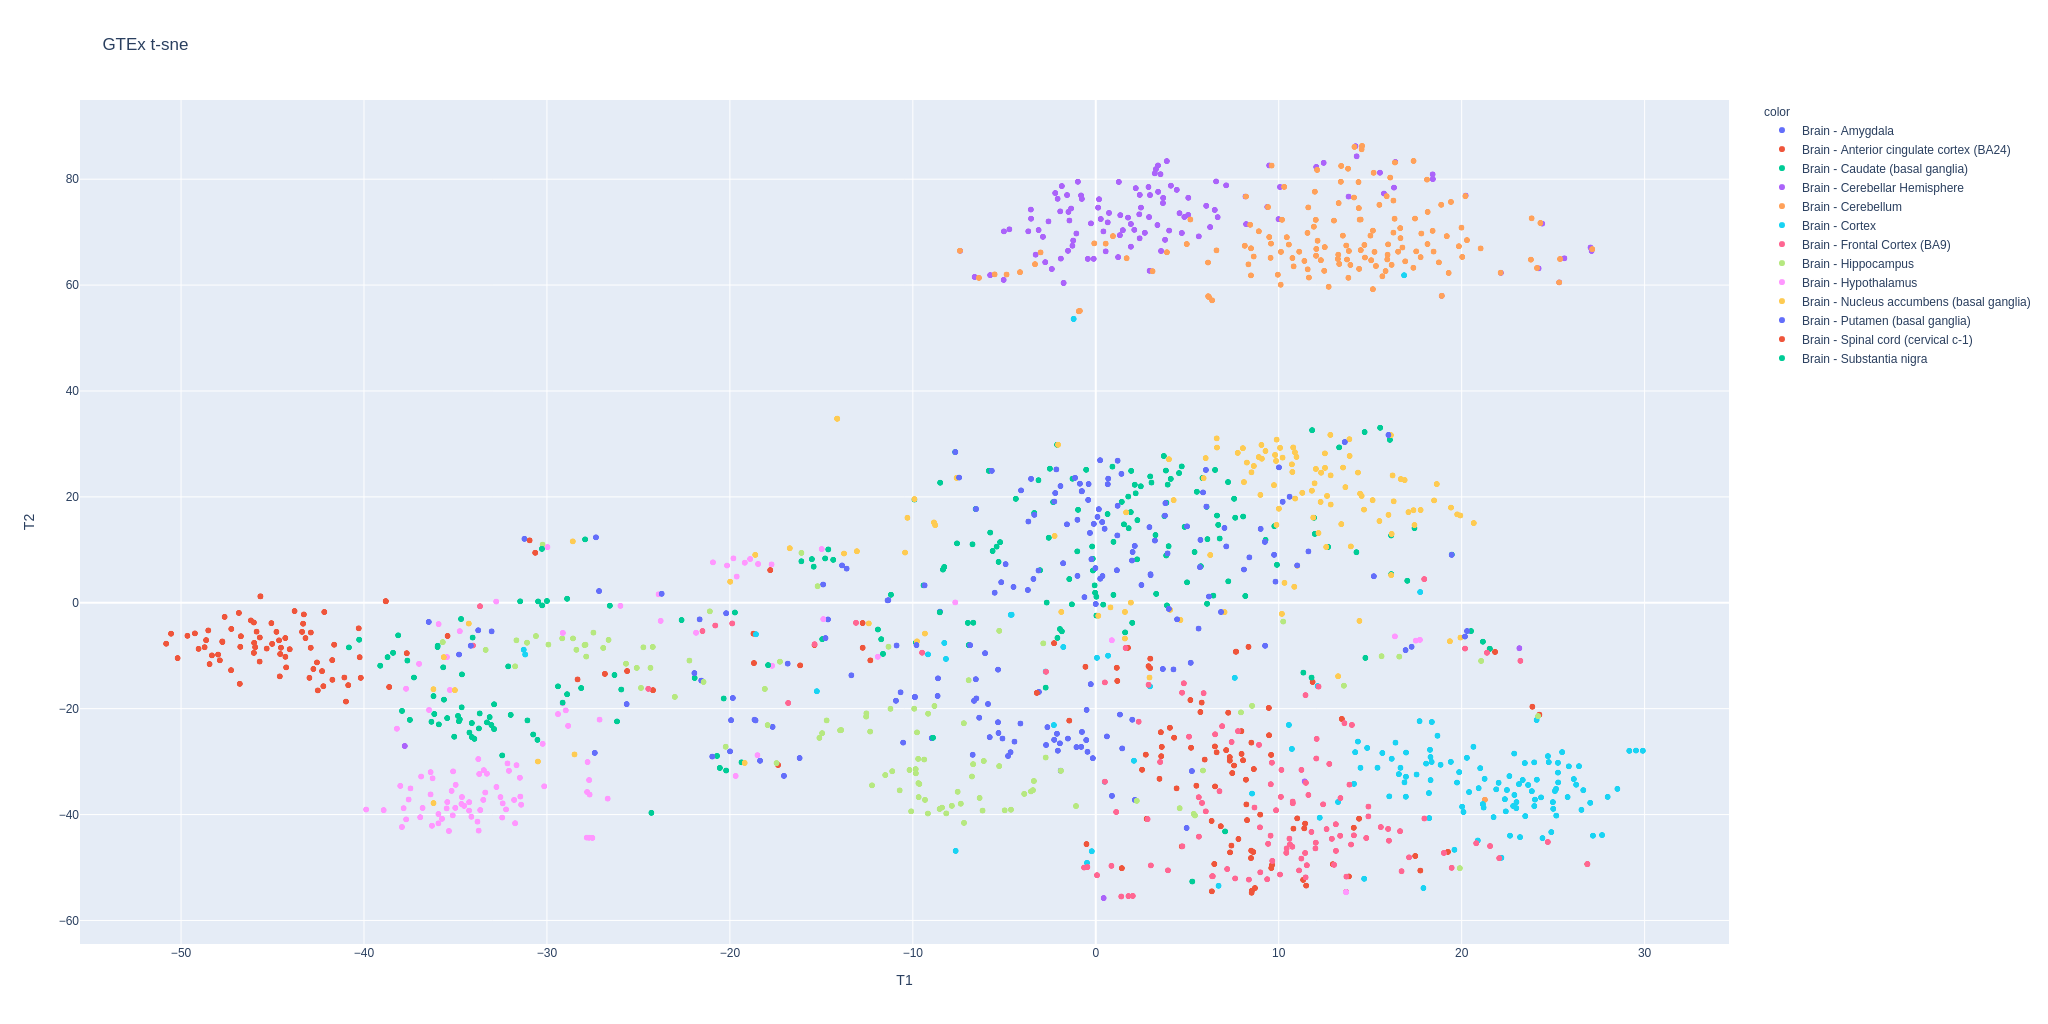 GTEx t-sne
color
Brain - Amygdala
Brain - Anterior cingulate cortex (BA24)
Brain - Caudate (basal ganglia)
Brain - Cerebellar Hemisphere
Brain - Cerebellum
Brain - Cortex
Brain - Frontal Cortex (BA9)
Brain - Hippocampus
Brain - Hypothalamus
Brain - Nucleus accumbens (basal ganglia)
Brain - Putamen (basal ganglia)
Brain - Spinal cord (cervical c-1)
Brain - Substantia nigra
80
60
40
20
0
−20
−40
−60
T2
−50 −40 −30 −20 −10 0 10 20 30
T1